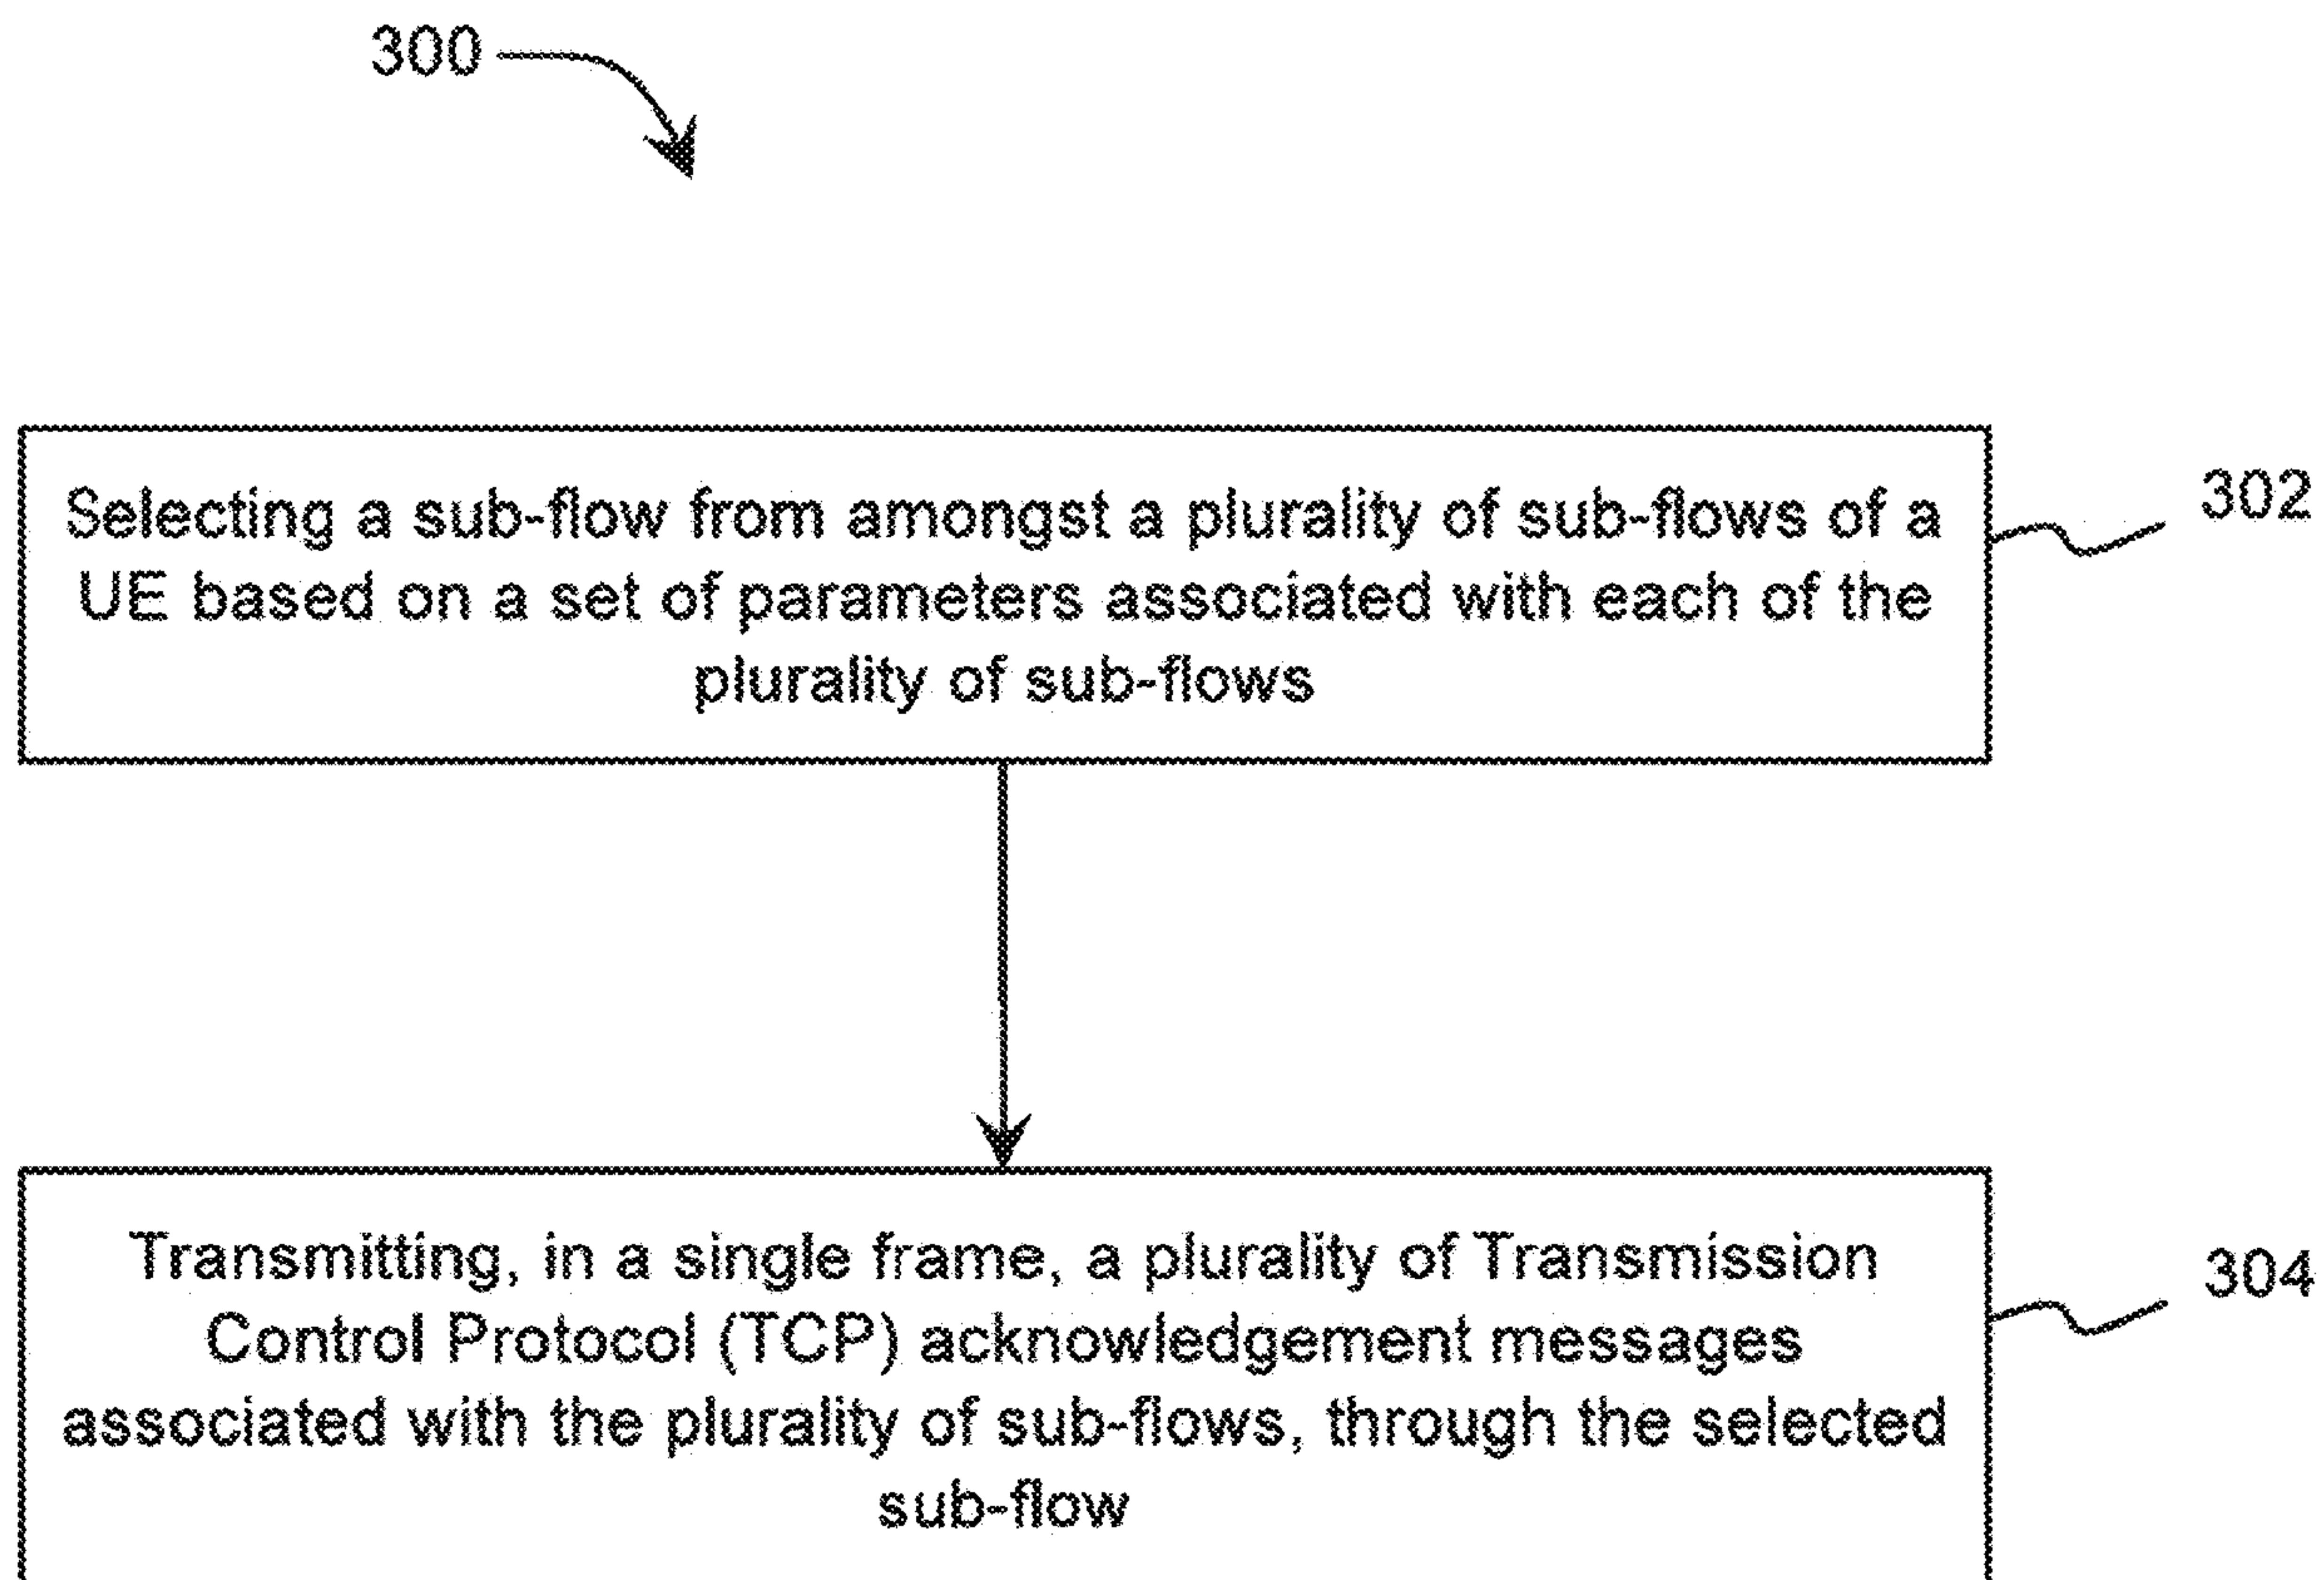 300
Selecting a sub-flow from amongst a plurality of sub-flows of a
UE based on a set of parameters associated with each of the
plurality of sub-flows
302
Transmitting, in a single frame, a plurality of Transmission
Control Protocol (TCP) acknowledgement messages
associated with the plurality of sub-flows, through the selected
sub-flow
304